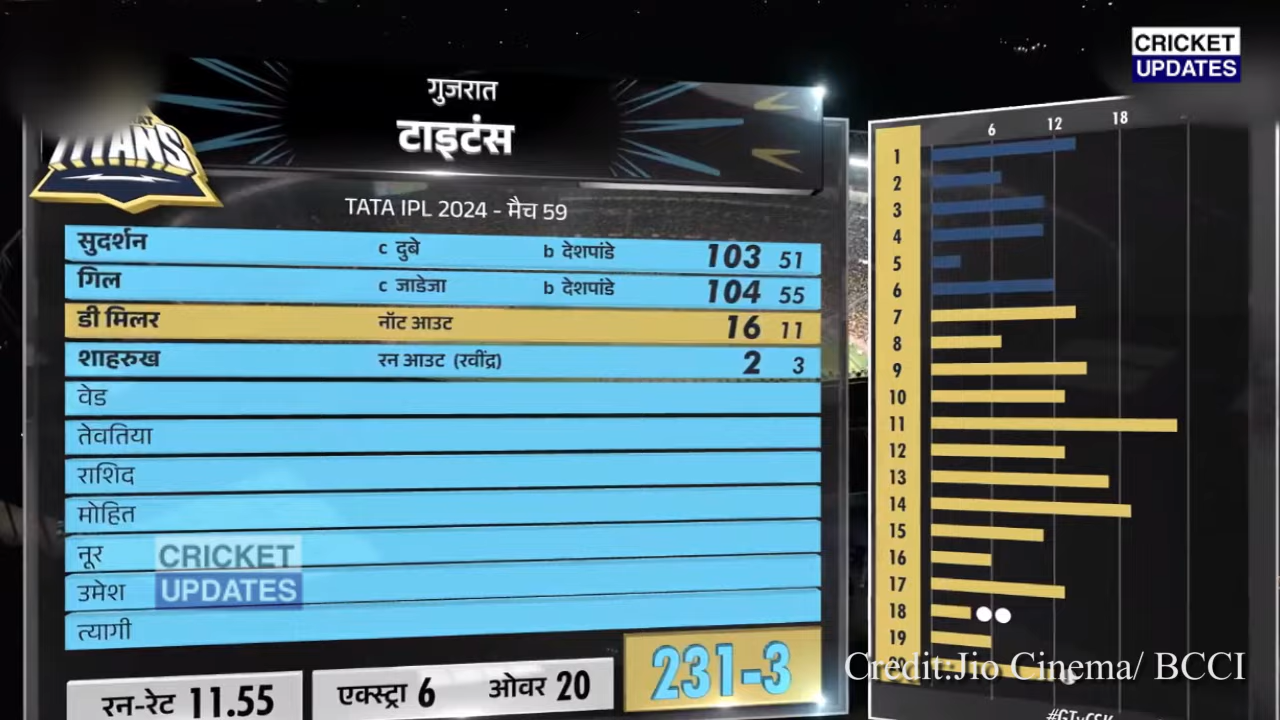 CRICKET
UPDATES
गुजरात
टाइटंस
TITANS
TATA IPL 2024 - मैच 59
सुदर्शन c दुबे b देशपांडे 103 51
गिल c जाडेजा b देशपांडे 104 55
डी मिलर नॉट आउट 16 11
शाहरुख रन आउट (रवींद्र) 2 3
वेड
तेवतिया
राशिद
मोहित
नूर
उमेश
त्यागी
CRICKET
UPDATES
रन-रेट 11.55 एक्स्ट्रा 6 ओवर 20 231-3
6 12 18
1
2
3
4
5
6
7
8
9
10
11
12
13
14
15
16
17
18
19
20
Credit:Jio Cinema/ BCCI
#GTvCSK